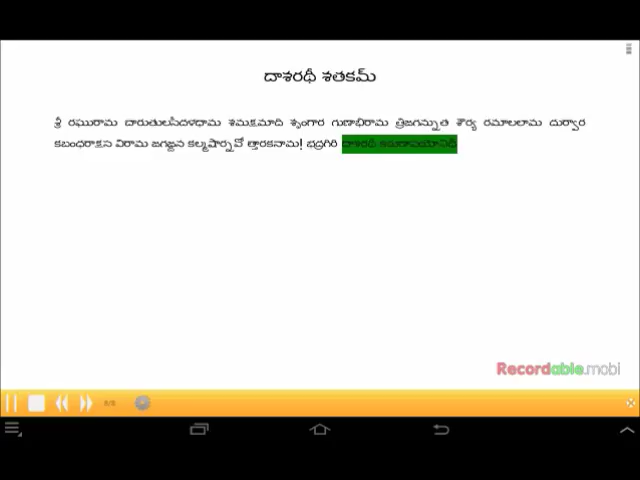 దాశరథీ శతకమ్
శ్రీ రఘురామ చారుతులసీదళధామ శమక్షమాది శృంగార గుణాభిరామ త్రిజగన్నుత శౌర్య రమాలలామ దుర్వార
కబంధరాక్షస విరామ జగజ్జన కల్మషార్నవో త్తారకనామ! భద్రగిరి దాశరథీ కరుణాపయోనిధీ
Recordable.mobi